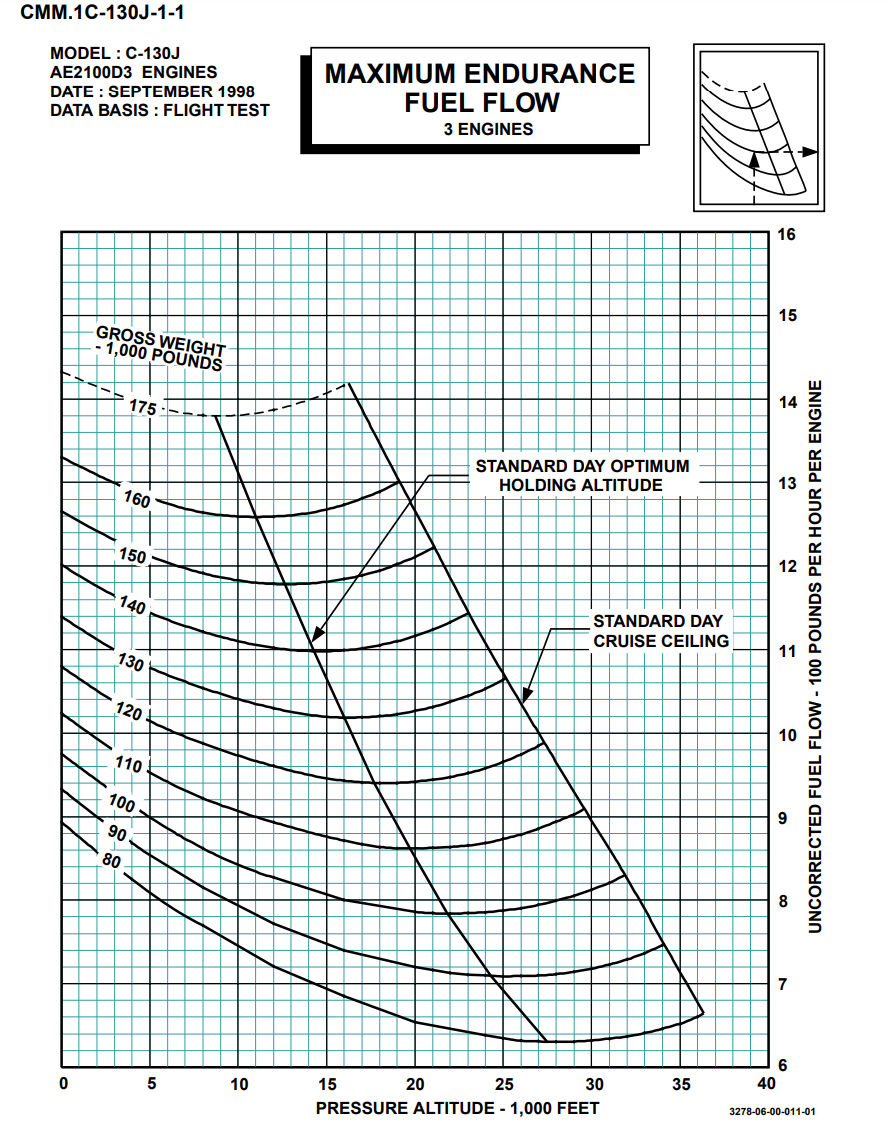 CMM.1C-130J-1-1
MODEL : C-130J
AE2100D3 ENGINES
DATE : SEPTEMBER 1998
DATA BASIS : FLIGHT TEST
MAXIMUM ENDURANCE
FUEL FLOW
3 ENGINES
16
15
14
13
12
11
10
9
8
7
6
UNCORRECTED FUEL FLOW - 100 POUNDS PER HOUR PER ENGINE
GROSS WEIGHT
- 1,000 POUNDS
175
160
150
140
130
120
110
100
90
80
STANDARD DAY OPTIMUM
HOLDING ALTITUDE
STANDARD DAY
CRUISE CEILING
0 5 10 15 20 25 30 35 40
PRESSURE ALTITUDE - 1,000 FEET
3278-06-00-011-01